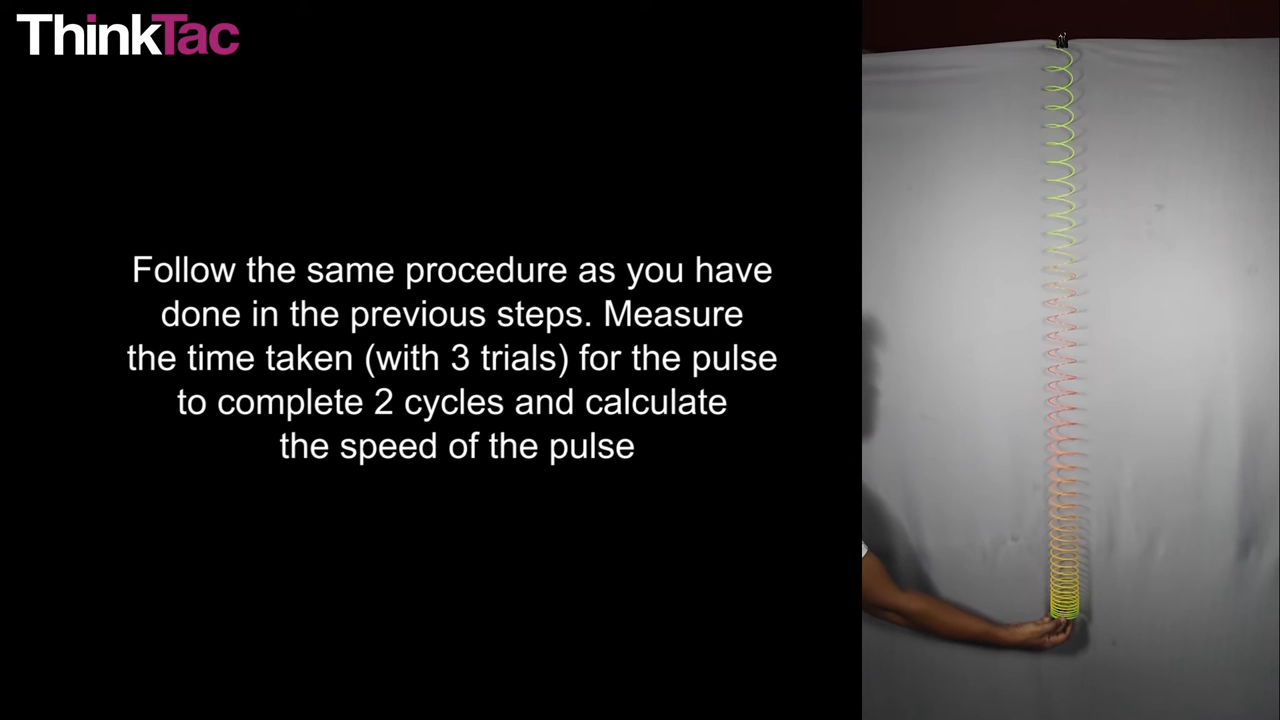 ThinkTac
Follow the same procedure as you have
done in the previous steps. Measure
the time taken (with 3 trials) for the pulse
to complete 2 cycles and calculate
the speed of the pulse